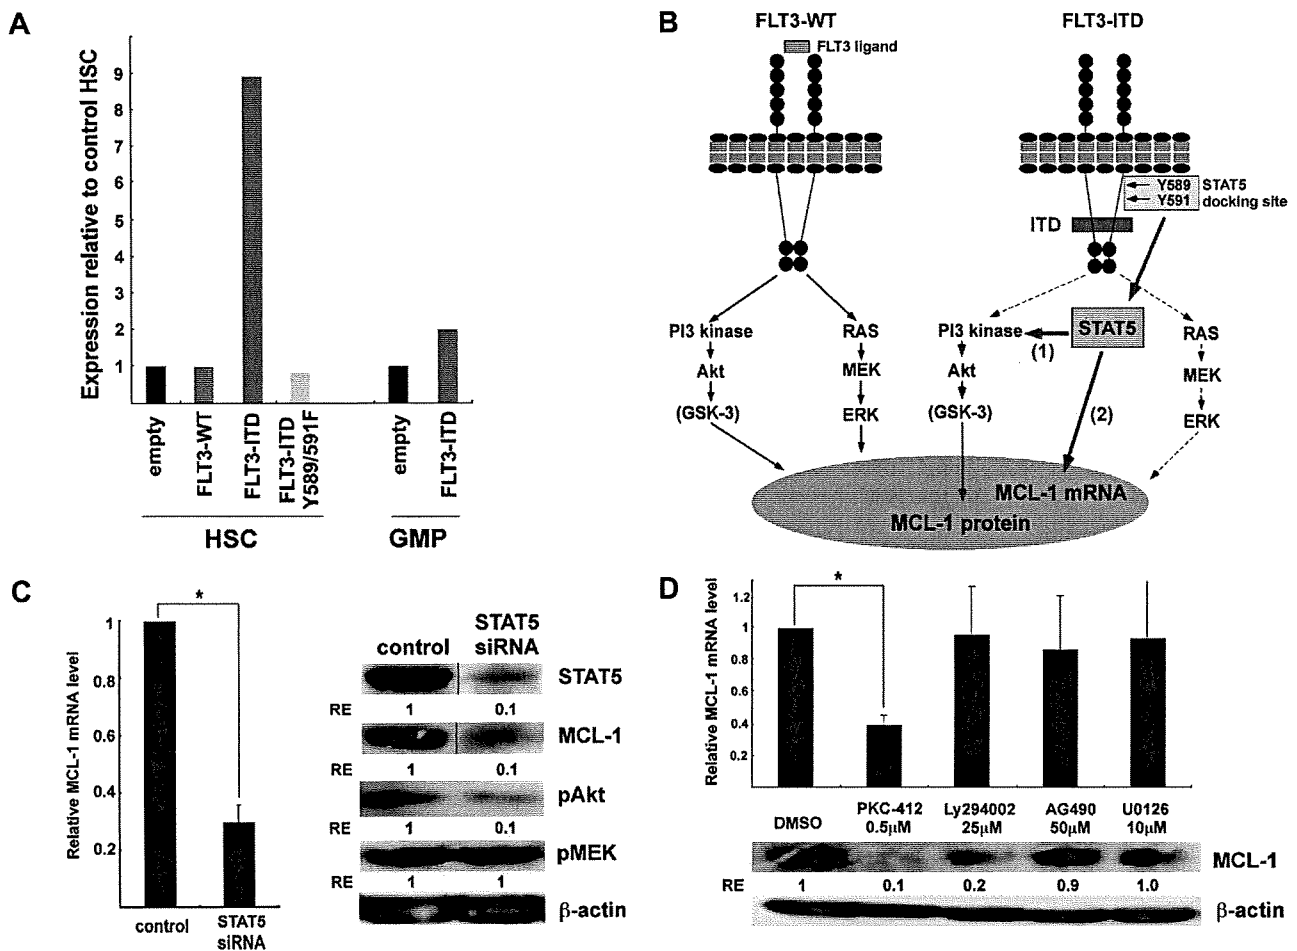 A
Expression relative to control HSC
9
8
7
6
5
4
3
2
1
empty
FLT3-WT
FLT3-ITD
FLT3-ITD
Y589/591F
empty
FLT3-ITD
HSC
GMP
B
FLT3-WT
FLT3-ITD
FLT3 ligand
Y589
STAT5
Y591
docking site
ITD
PI3 kinase
RAS
PI3 kinase
STAT5
RAS
(1)
Akt
MEK
Akt
MEK
(GSK-3)
ERK
(GSK-3)
(2)
ERK
MCL-1 mRNA
MCL-1 protein
C
Relative MCL-1 mRNA level
*
1
0.8
0.6
0.4
0.2
control
STAT5
siRNA
control
STAT5
siRNA
STAT5
RE 1 0.1
MCL-1
RE 1 0.1
pAkt
RE 1 0.1
pMEK
RE 1 1
β-actin
D
Relative MCL-1 mRNA level
*
1.2
1
0.8
0.6
0.4
0.2
DMSO
PKC-412
0.5μM
Ly294002
25μM
AG490
50μM
U0126
10μM
MCL-1
RE 1 0.1 0.2 0.9 1.0
β-actin